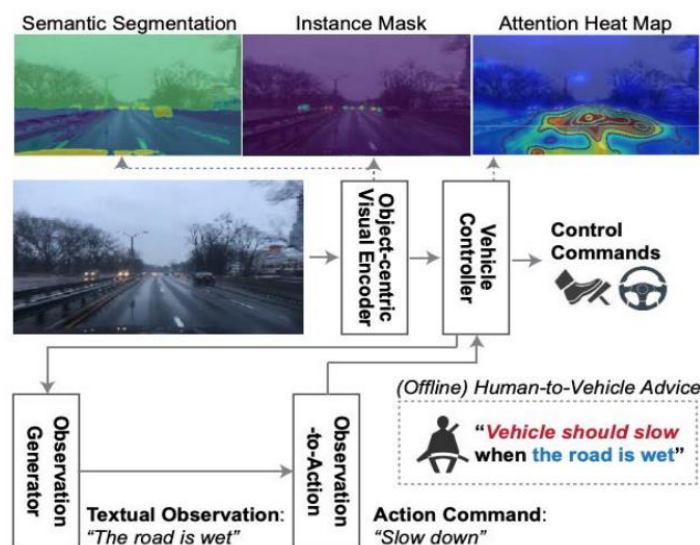 Semantic Segmentation
Instance Mask
Attention Heat Map
Object-centric
Visual Encoder
Vehicle
Controller
Control
Commands
(Offline) Human-to-Vehicle Advice
“Vehicle should slow
when the road is wet”
Observation
Generator
Observation
-to-Action
Textual Observation:
“The road is wet”
Action Command:
“Slow down”